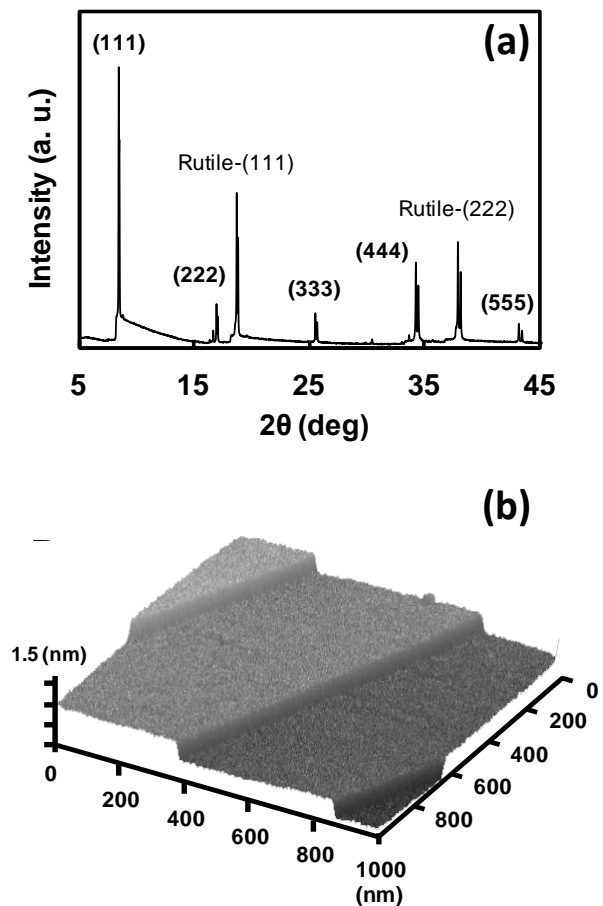 (a)
(111)
Rutile-(111)
Rutile-(222)
(444)
(222)
(333)
(555)
Intensity (a. u.)
5 15 25 35 45
2θ (deg)
(b)
1.5 (nm)
0
200
400
600
800
1000
(nm)
0
200
400
600
800